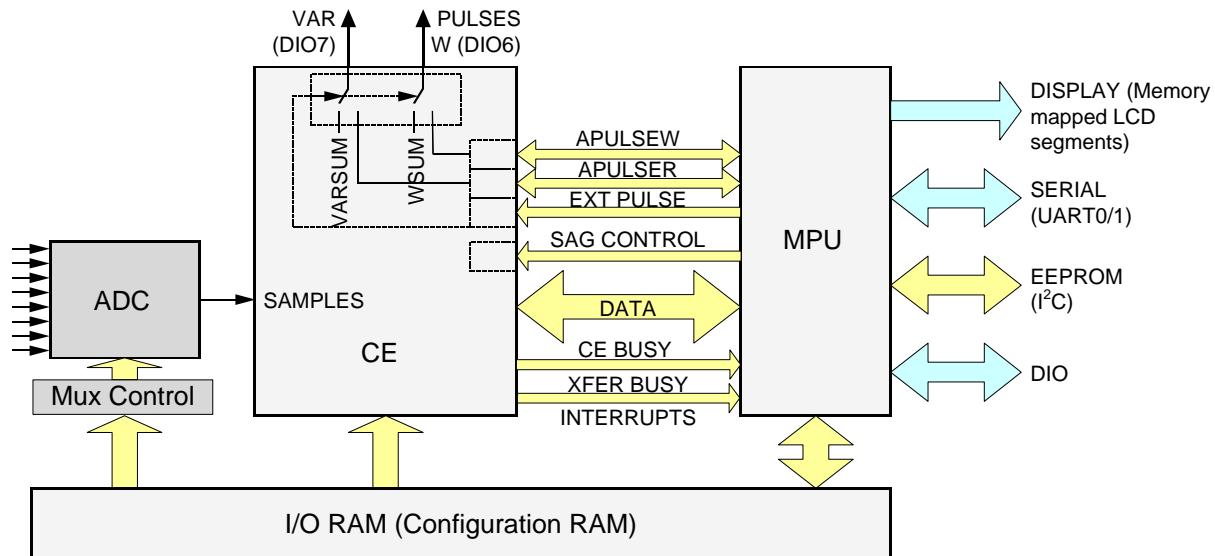 VAR
(DIO7)
PULSES
W (DIO6)
VARSUM
WSUM
APULSEW
APULSER
EXT PULSE
SAG CONTROL
DATA
CE BUSY
XFER BUSY
INTERRUPTS
SAMPLES
CE
ADC
Mux Control
MPU
DISPLAY (Memory
mapped LCD
segments)
SERIAL
(UART0/1)
EEPROM
(I²C)
DIO
I/O RAM (Configuration RAM)